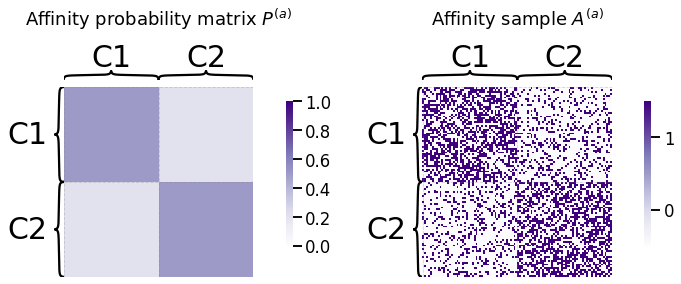 Affinity probability matrix P^(a)
C1 C2
C1
C2
1.0
0.8
0.6
0.4
0.2
0.0
Affinity sample A^(a)
C1 C2
C1
C2
1
0